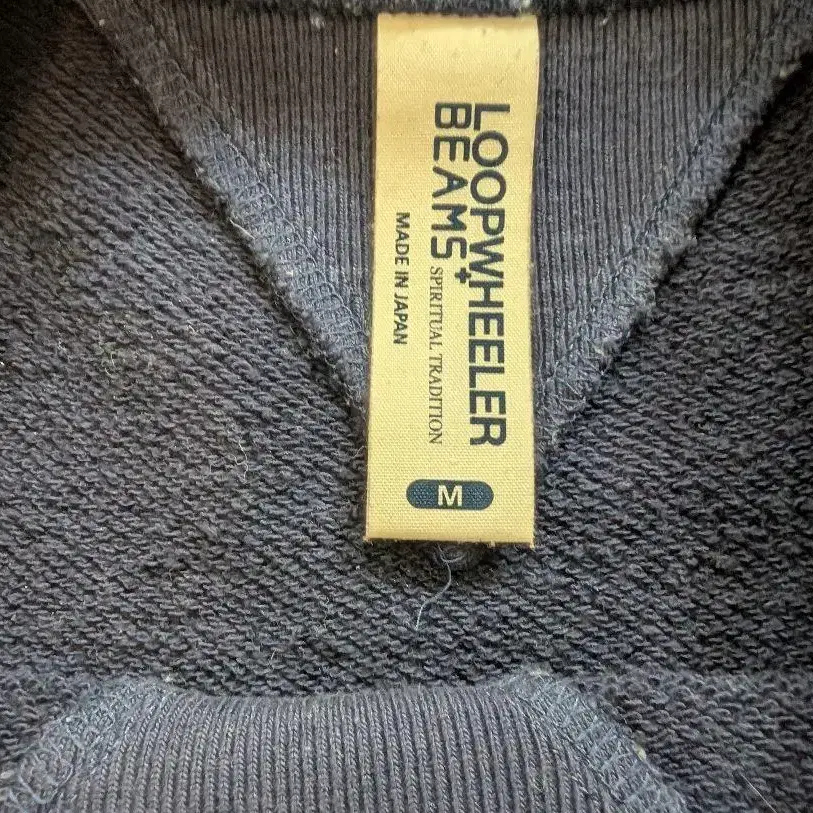 LOOPWHEELER
BEAMS+
SPIRITUAL TRADITION
MADE IN JAPAN
M